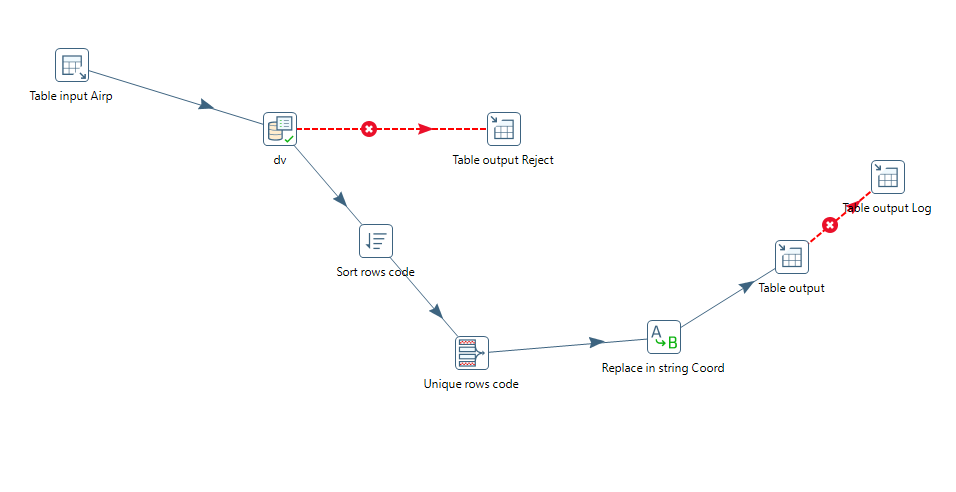 Table input Airp
dv
Table output Reject
Table output Log
Sort rows code
Table output
A
B
Replace in string Coord
Unique rows code